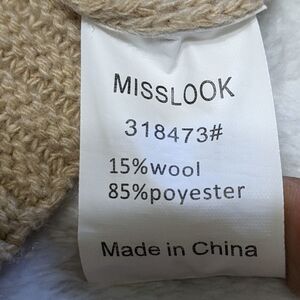 MISSLOOK
318473#
15%wool
85%poyester
Made in China